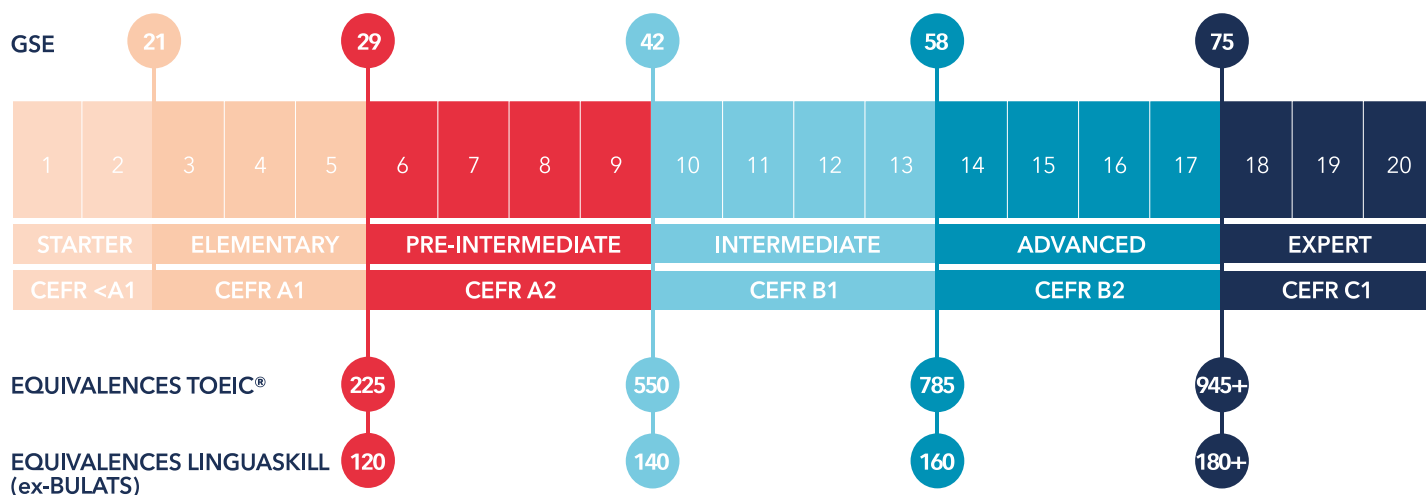 GSE 21 29 42 58 75
1 2 3 4 5 6 7 8 9 10 11 12 13 14 15 16 17 18 19 20
STARTER ELEMENTARY PRE-INTERMEDIATE INTERMEDIATE ADVANCED EXPERT
CEFR <A1 CEFR A1 CEFR A2 CEFR B1 CEFR B2 CEFR C1
EQUIVALENCES TOEIC® 225 550 785 945+
EQUIVALENCES LINGUASKILL 120 140 160 180+
(ex-BULATS)